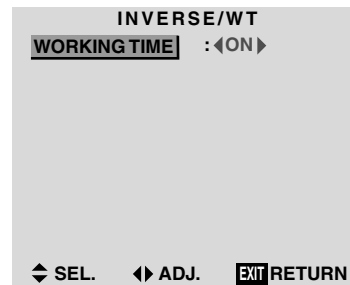 INVERSE/WT
WORKING TIME : ON
SEL. ADJ. EXIT RETURN